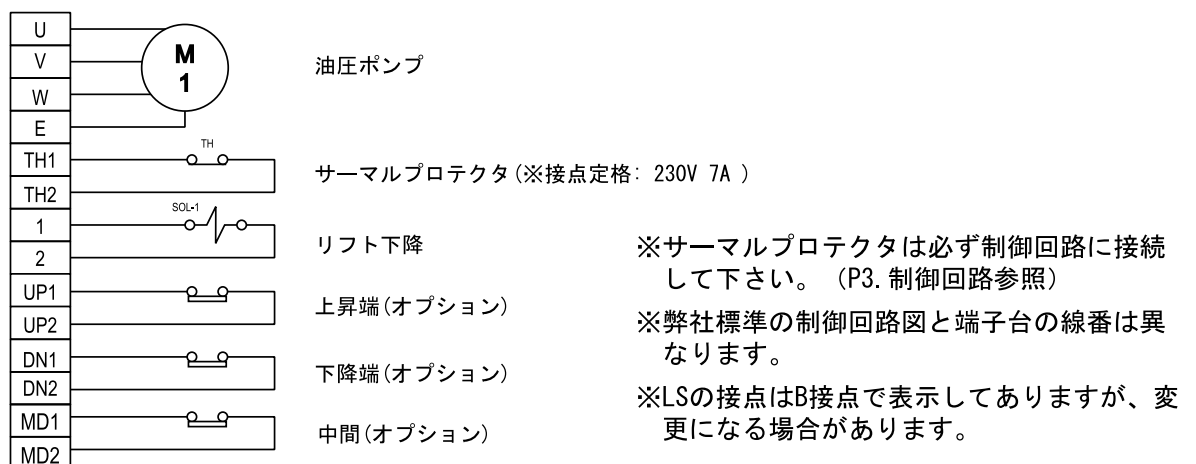 U
V
W
E
TH1
TH2
1
2
UP1
UP2
DN1
DN2
MD1
MD2
M
1
TH
SOL-1
油圧ポンプ
サーマルプロテクタ(※接点定格: 230V 7A )
リフト下降
上昇端(オプション)
下降端(オプション)
中間(オプション)
※サーマルプロテクタは必ず制御回路に接続
して下さい。（P3.制御回路参照）
※弊社標準の制御回路図と端子台の線番は異
なります。
※LSの接点はB接点で表示してありますが、変
更になる場合があります。